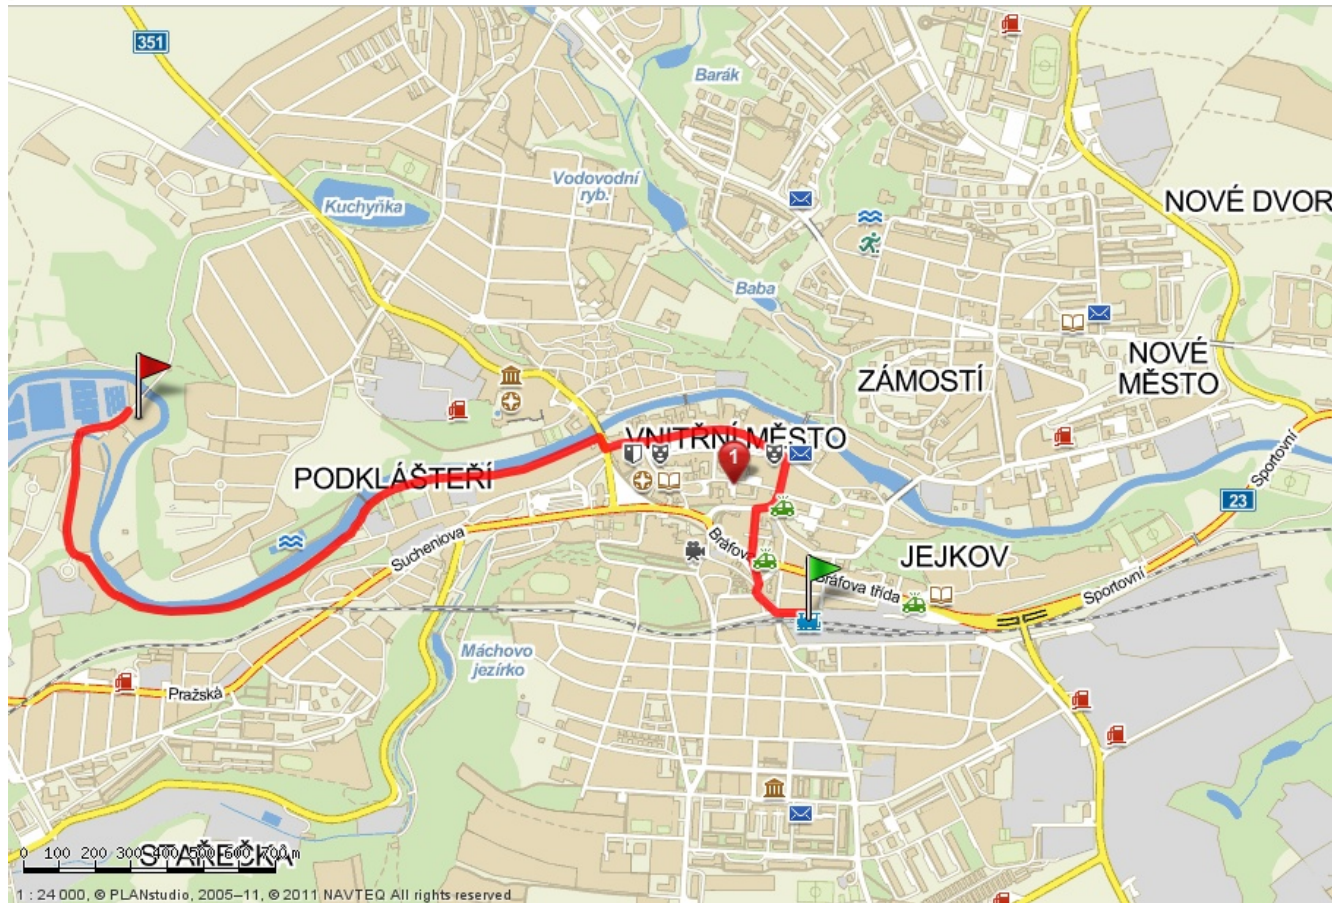 351
Barák
Vodovodní
ryb.
Kuchyňka
NOVÉ DVOR
Baba
NOVÉ
MĚSTO
ZÁMOSTÍ
VNITŘNÍ MĚSTO
1
PODKLÁŠTEŘÍ
Sportovní
23
Sucheniova
Bráfova
JEJKOV
Bráfova třída
Sportovní
Máchovo
jezírko
Pražská
STAŘEČKA
0 100 200 300 400 500 600 700 m
1 : 24 000, © PLANstudio, 2005–11, © 2011 NAVTEQ All rights reserved